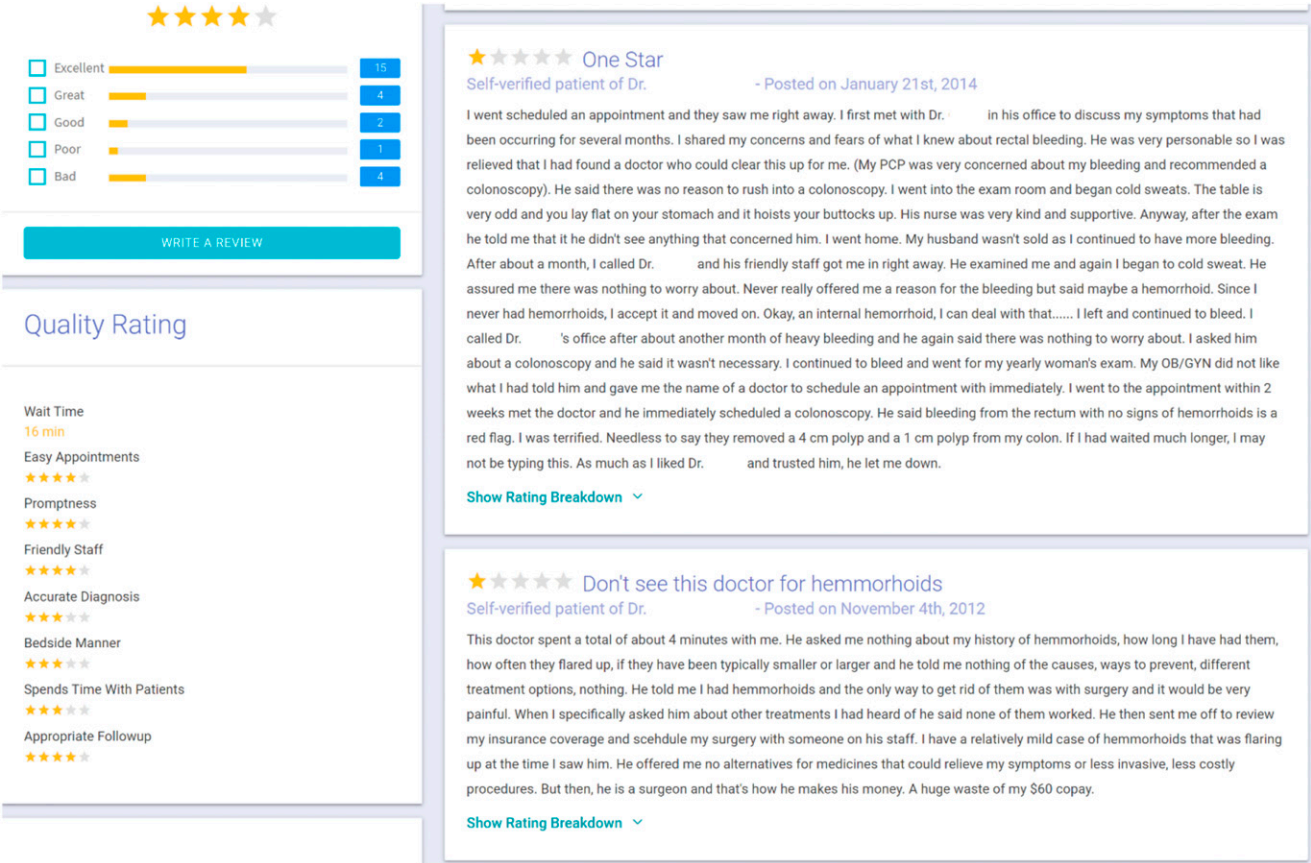 Excellent 15
Great 4
Good 2
Poor 1
Bad 4
WRITE A REVIEW
Quality Rating
Wait Time
16 min
Easy Appointments
Promptness
Friendly Staff
Accurate Diagnosis
Bedside Manner
Spends Time With Patients
Appropriate Followup
One Star
Self-verified patient of Dr. - Posted on January 21st, 2014
I went scheduled an appointment and they saw me right away. I first met with Dr. in his office to discuss my symptoms that had
been occurring for several months. I shared my concerns and fears of what I knew about rectal bleeding. He was very personable so I was
relieved that I had found a doctor who could clear this up for me. (My PCP was very concerned about my bleeding and recommended a
colonoscopy). He said there was no reason to rush into a colonoscopy. I went into the exam room and began cold sweats. The table is
very odd and you lay flat on your stomach and it hoists your buttocks up. His nurse was very kind and supportive. Anyway, after the exam
he told me that it he didn't see anything that concerned him. I went home. My husband wasn't sold as I continued to have more bleeding.
After about a month, I called Dr. and his friendly staff got me in right away. He examined me and again I began to cold sweat. He
assured me there was nothing to worry about. Never really offered me a reason for the bleeding but said maybe a hemorrhoid. Since I
never had hemorrhoids, I accept it and moved on. Okay, an internal hemorrhoid, I can deal with that...... I left and continued to bleed. I
called Dr. 's office after about another month of heavy bleeding and he again said there was nothing to worry about. I asked him
about a colonoscopy and he said it wasn't necessary. I continued to bleed and went for my yearly woman's exam. My OB/GYN did not like
what I had told him and gave me the name of a doctor to schedule an appointment with immediately. I went to the appointment within 2
weeks met the doctor and he immediately scheduled a colonoscopy. He said bleeding from the rectum with no signs of hemorrhoids is a
red flag. I was terrified. Needless to say they removed a 4 cm polyp and a 1 cm polyp from my colon. If I had waited much longer, I may
not be typing this. As much as I liked Dr. and trusted him, he let me down.
Show Rating Breakdown
Don't see this doctor for hemmorhoids
Self-verified patient of Dr. - Posted on November 4th, 2012
This doctor spent a total of about 4 minutes with me. He asked me nothing about my history of hemmorhoids, how long I have had them,
how often they flared up, if they have been typically smaller or larger and he told me nothing of the causes, ways to prevent, different
treatment options, nothing. He told me I had hemmorhoids and the only way to get rid of them was with surgery and it would be very
painful. When I specifically asked him about other treatments I had heard of he said none of them worked. He then sent me off to review
my insurance coverage and scehdule my surgery with someone on his staff. I have a relatively mild case of hemmorhoids that was flaring
up at the time I saw him. He offered me no alternatives for medicines that could relieve my symptoms or less invasive, less costly
procedures. But then, he is a surgeon and that's how he makes his money. A huge waste of my $60 copay.
Show Rating Breakdown